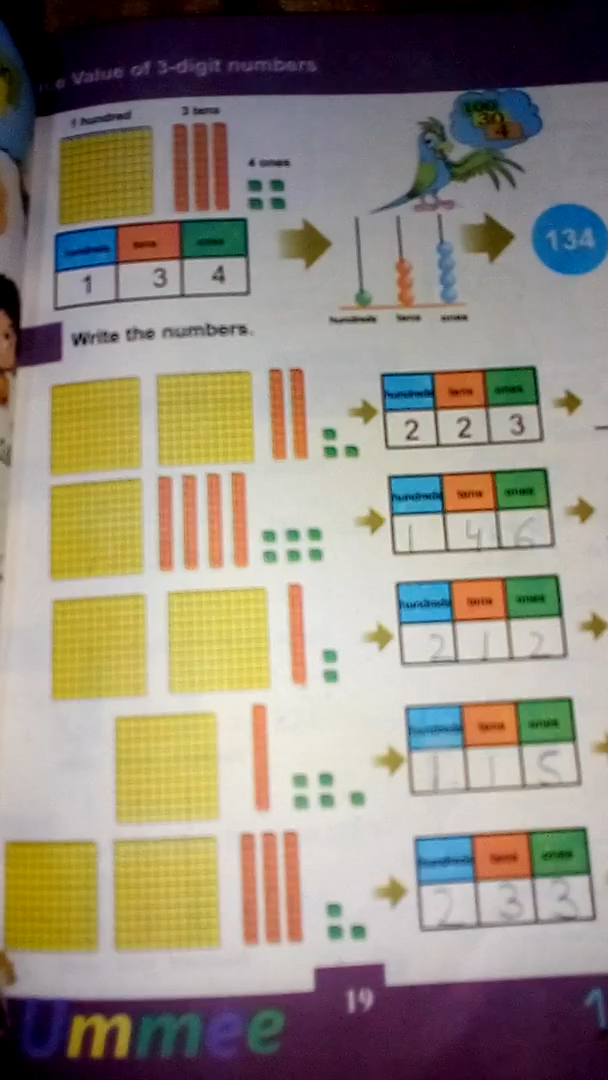 Value of 3-digit numbers
1 hundred
3 tens
4 ones
100
30
4
hundreds tens ones
1 3 4
hundreds tens ones
134
Write the numbers.
hundreds tens ones
2 2 3
hundreds tens ones
1 4 6
hundreds tens ones
2 1 2
hundreds tens ones
1 1 5
hundreds tens ones
2 3 3
19
Ummee